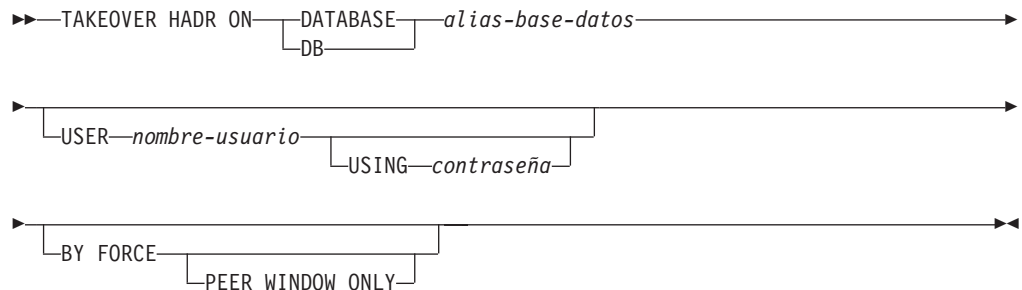 TAKEOVER HADR ON DATABASE alias-base-datos
DB
USER nombre-usuario
USING contraseña
BY FORCE
PEER WINDOW ONLY